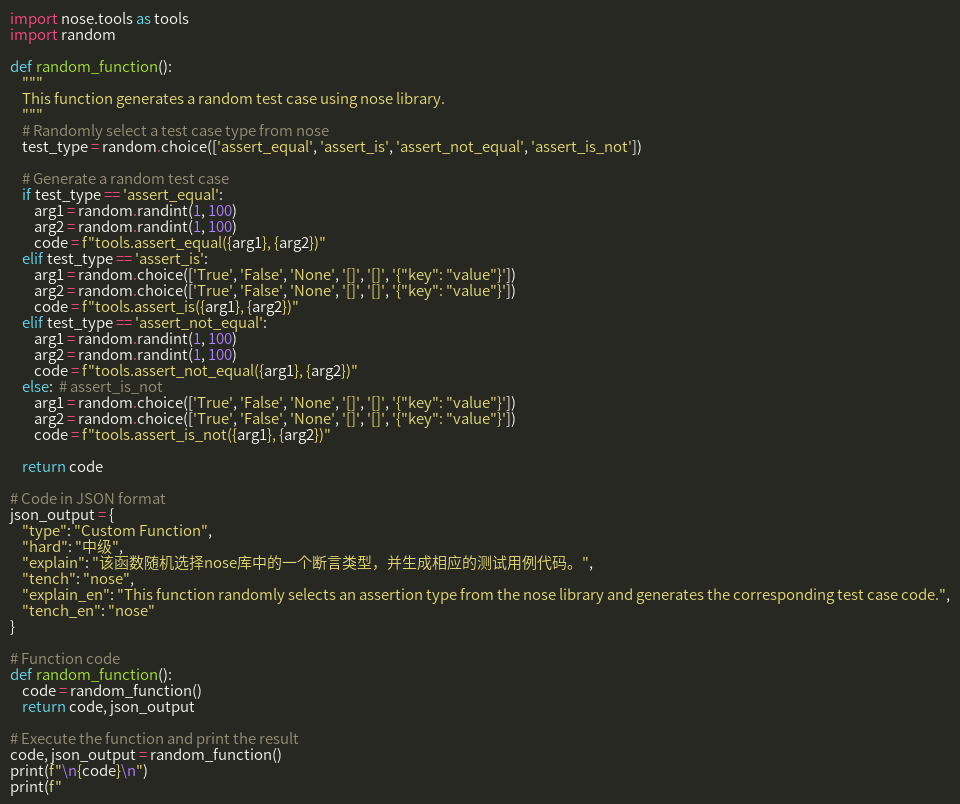 import nose.tools as tools
import random

def random_function():
    """
    This function generates a random test case using nose library.
    """
    # Randomly select a test case type from nose
    test_type = random.choice(['assert_equal', 'assert_is', 'assert_not_equal', 'assert_is_not'])

    # Generate a random test case
    if test_type == 'assert_equal':
        arg1 = random.randint(1, 100)
        arg2 = random.randint(1, 100)
        code = f"tools.assert_equal({arg1}, {arg2})"
    elif test_type == 'assert_is':
        arg1 = random.choice(['True', 'False', 'None', '[]', '[]', '{"key": "value"}'])
        arg2 = random.choice(['True', 'False', 'None', '[]', '[]', '{"key": "value"}'])
        code = f"tools.assert_is({arg1}, {arg2})"
    elif test_type == 'assert_not_equal':
        arg1 = random.randint(1, 100)
        arg2 = random.randint(1, 100)
        code = f"tools.assert_not_equal({arg1}, {arg2})"
    else:  # assert_is_not
        arg1 = random.choice(['True', 'False', 'None', '[]', '[]', '{"key": "value"}'])
        arg2 = random.choice(['True', 'False', 'None', '[]', '[]', '{"key": "value"}'])
        code = f"tools.assert_is_not({arg1}, {arg2})"

    return code

# Code in JSON format
json_output = {
    "type": "Custom Function",
    "hard": "中级",
    "explain": "该函数随机选择nose库中的一个断言类型，并生成相应的测试用例代码。",
    "tench": "nose",
    "explain_en": "This function randomly selects an assertion type from the nose library and generates the corresponding test case code.",
    "tench_en": "nose"
}

# Function code
def random_function():
    code = random_function()
    return code, json_output

# Execute the function and print the result
code, json_output = random_function()
print(f"\n{code}\n")
print(f"